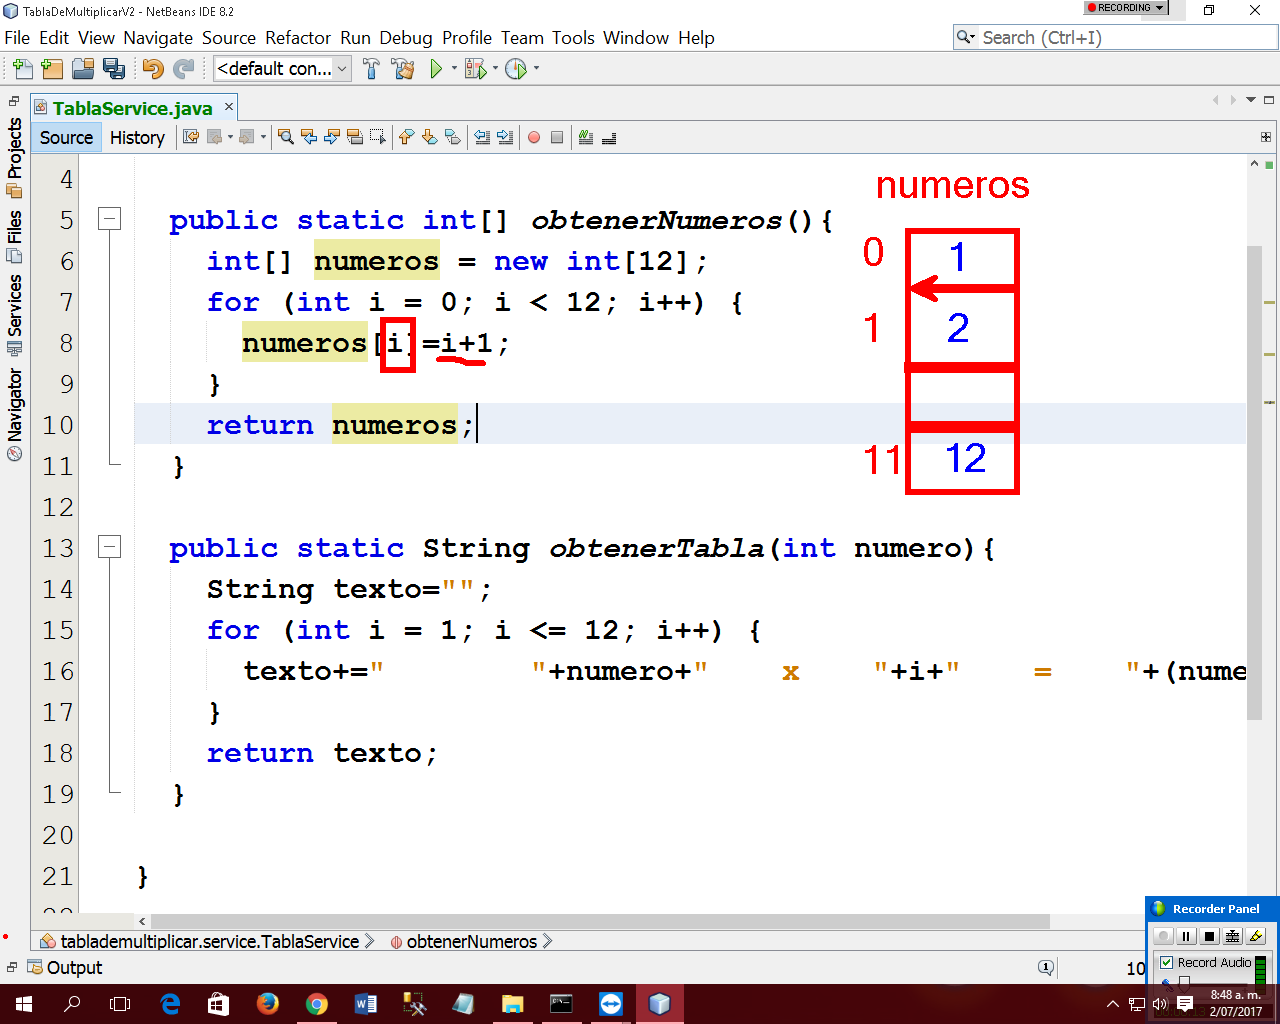 TablaDeMultiplicarV2 - NetBeans IDE 8.2
RECORDING
File Edit View Navigate Source Refactor Run Debug Profile Team Tools Window Help
Search (Ctrl+I)
<default con...
TablaService.java
Source History
Projects
Files
Services
Navigator
numeros
4
5 public static int[] obtenerNumeros(){
6 int[] numeros = new int[12];
7 for (int i = 0; i < 12; i++) {
8 numeros[i]=i+1;
9 }
10 return numeros;
11 }
12
13 public static String obtenerTabla(int numero){
14 String texto="";
15 for (int i = 1; i <= 12; i++) {
16 texto+="        "+numero+"    x    "+i+"    =    "+(nume
17 }
18 return texto;
19 }
20
21 }
0 1
1 2
11 12
tablademultiplicar.service.TablaService obtenerNumeros
Output
1
10
Recorder Panel
Record Audio
8:48 a. m.
2/07/2017